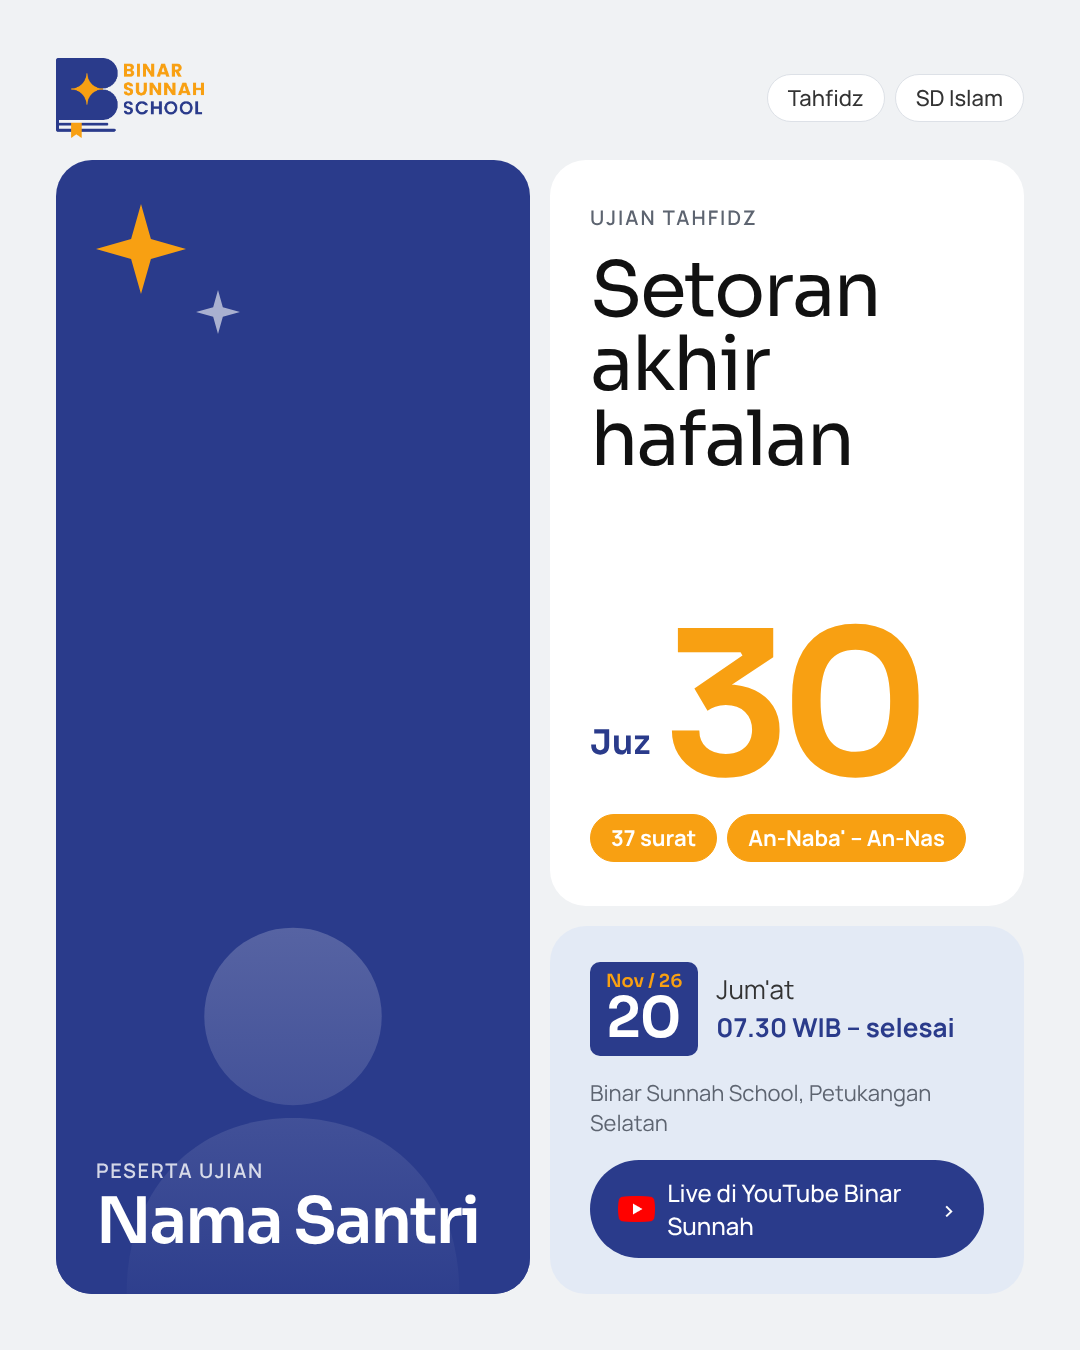 BINAR
SUNNAH
SCHOOL
Tahfidz
SD Islam
PESERTA UJIAN
Nama Santri
UJIAN TAHFIDZ
Setoran
akhir
hafalan
Juz 30
37 surat
An-Naba' – An-Nas
Nov / 26
20
Jum'at
07.30 WIB – selesai
Binar Sunnah School, Petukangan
Selatan
Live di YouTube Binar
Sunnah